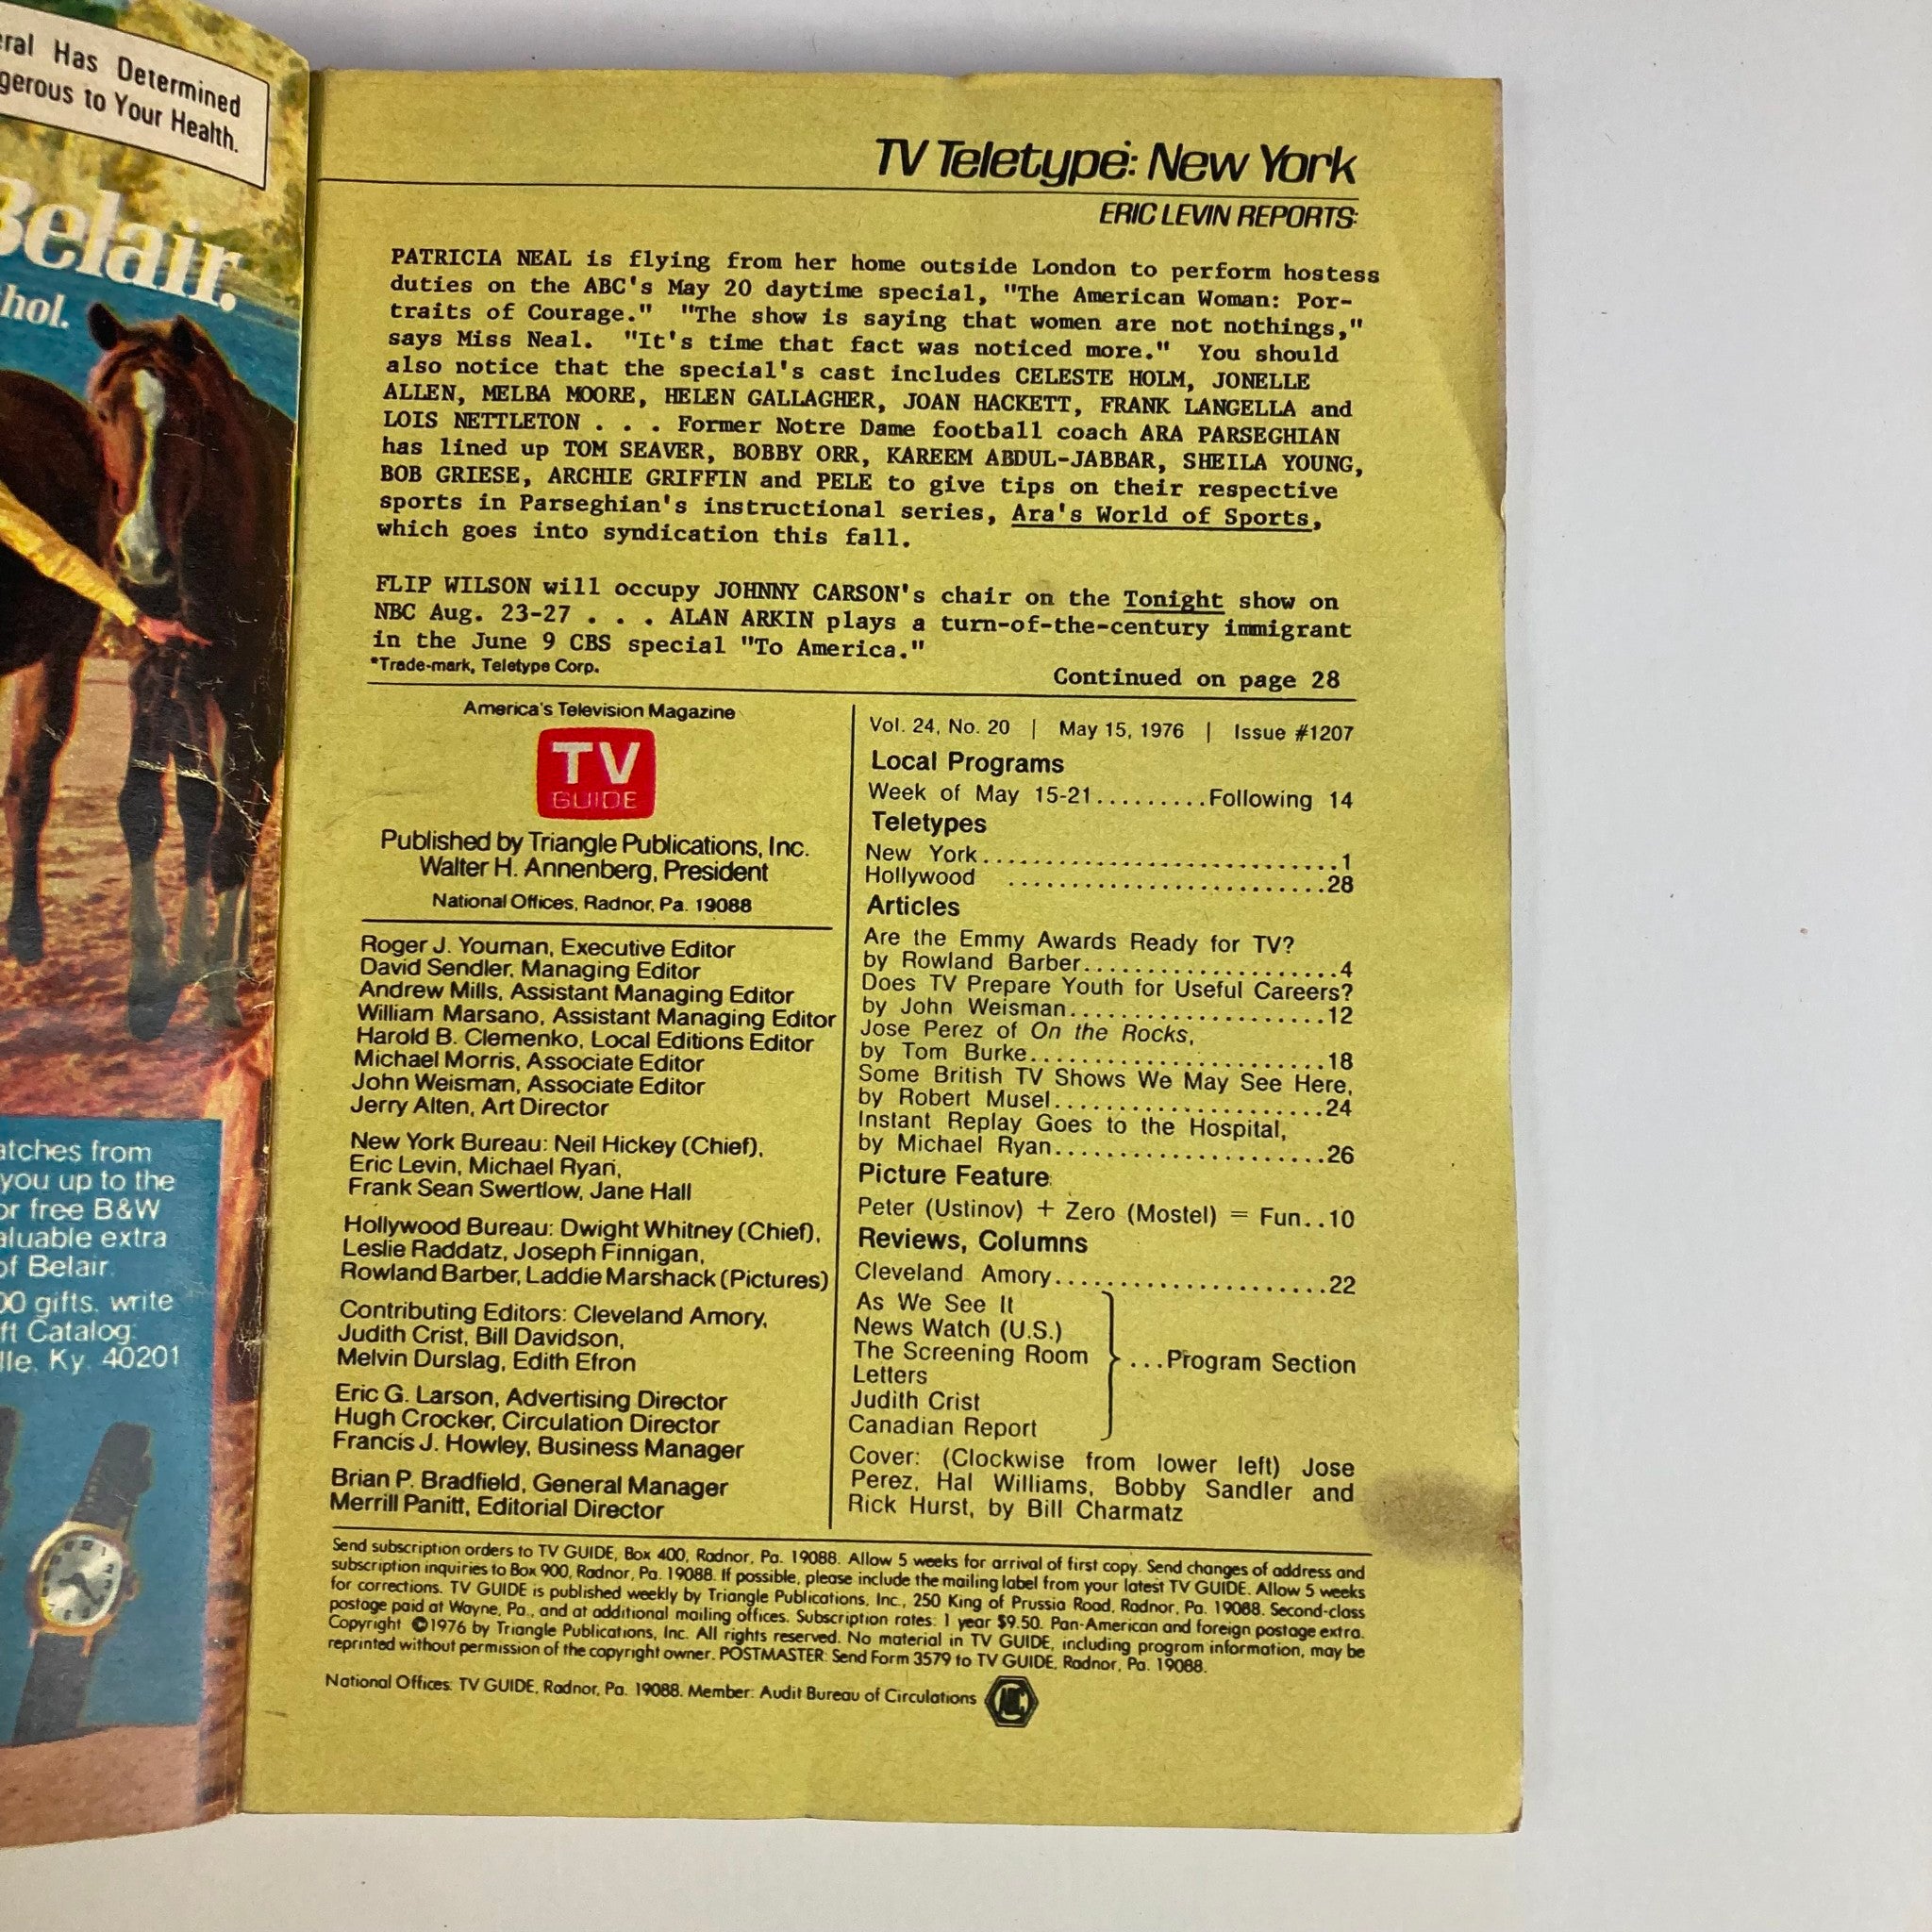 eral Has Determined
gerous to Your Health.
Belair.
hol.
atches from
you up to the
or free B&W
aluable extra
of Belair.
00 gifts, write
ft Catalog,
lle, Ky. 40201
TV Teletype*: New York
ERIC LEVIN REPORTS:
PATRICIA NEAL is flying from her home outside London to perform hostess
duties on the ABC's May 20 daytime special, "The American Woman: Por-
traits of Courage." "The show is saying that women are not nothings,"
says Miss Neal. "It's time that fact was noticed more." You should
also notice that the special's cast includes CELESTE HOLM, JONELLE
ALLEN, MELBA MOORE, HELEN GALLAGHER, JOAN HACKETT, FRANK LANGELLA and
LOIS NETTLETON . . . Former Notre Dame football coach ARA PARSEGHIAN
has lined up TOM SEAVER, BOBBY ORR, KAREEM ABDUL-JABBAR, SHEILA YOUNG,
BOB GRIESE, ARCHIE GRIFFIN and PELE to give tips on their respective
sports in Parseghian's instructional series, Ara's World of Sports,
which goes into syndication this fall.
FLIP WILSON will occupy JOHNNY CARSON's chair on the Tonight show on
NBC Aug. 23-27 . . . ALAN ARKIN plays a turn-of-the-century immigrant
in the June 9 CBS special "To America."
*Trade-mark, Teletype Corp.
Continued on page 28
America's Television Magazine
TV
GUIDE
Published by Triangle Publications, Inc.
Walter H. Annenberg, President
National Offices, Radnor, Pa. 19088
Roger J. Youman, Executive Editor
David Sendler, Managing Editor
Andrew Mills, Assistant Managing Editor
William Marsano, Assistant Managing Editor
Harold B. Clemenko, Local Editions Editor
Michael Morris, Associate Editor
John Weisman, Associate Editor
Jerry Alten, Art Director
New York Bureau: Neil Hickey (Chief),
Eric Levin, Michael Ryan,
Frank Sean Swertlow, Jane Hall
Hollywood Bureau: Dwight Whitney (Chief),
Leslie Raddatz, Joseph Finnigan,
Rowland Barber, Laddie Marshack (Pictures)
Contributing Editors: Cleveland Amory,
Judith Crist, Bill Davidson,
Melvin Durslag, Edith Efron
Eric G. Larson, Advertising Director
Hugh Crocker, Circulation Director
Francis J. Howley, Business Manager
Brian P. Bradfield, General Manager
Merrill Panitt, Editorial Director
Vol. 24, No. 20 | May 15, 1976 | Issue #1207
Local Programs
Week of May 15-21.........Following 14
Teletypes
New York.............................1
Hollywood ..........................28
Articles
Are the Emmy Awards Ready for TV?
by Rowland Barber.....................4
Does TV Prepare Youth for Useful Careers?
by John Weisman.....................12
Jose Perez of On the Rocks,
by Tom Burke........................18
Some British TV Shows We May See Here,
by Robert Musel......................24
Instant Replay Goes to the Hospital,
by Michael Ryan......................26
Picture Feature
Peter (Ustinov) + Zero (Mostel) = Fun..10
Reviews, Columns
Cleveland Amory......................22
As We See It
News Watch (U.S.)
The Screening Room ...Program Section
Letters
Judith Crist
Canadian Report
Cover: (Clockwise from lower left) Jose
Perez, Hal Williams, Bobby Sandler and
Rick Hurst, by Bill Charmatz
Send subscription orders to TV GUIDE, Box 400, Radnor, Pa. 19088. Allow 5 weeks for arrival of first copy. Send changes of address and
subscription inquiries to Box 900, Radnor, Pa. 19088. If possible, please include the mailing label from your latest TV GUIDE. Allow 5 weeks
for corrections. TV GUIDE is published weekly by Triangle Publications, Inc., 250 King of Prussia Road, Radnor, Pa. 19088. Second-class
postage paid at Wayne, Pa., and at additional mailing offices. Subscription rates: 1 year $9.50. Pan-American and foreign postage extra.
Copyright ©1976 by Triangle Publications, Inc. All rights reserved. No material in TV GUIDE, including program information, may be
reprinted without permission of the copyright owner. POSTMASTER: Send Form 3579 to TV GUIDE, Radnor, Pa. 19088.
National Offices: TV GUIDE, Radnor, Pa. 19088. Member: Audit Bureau of Circulations